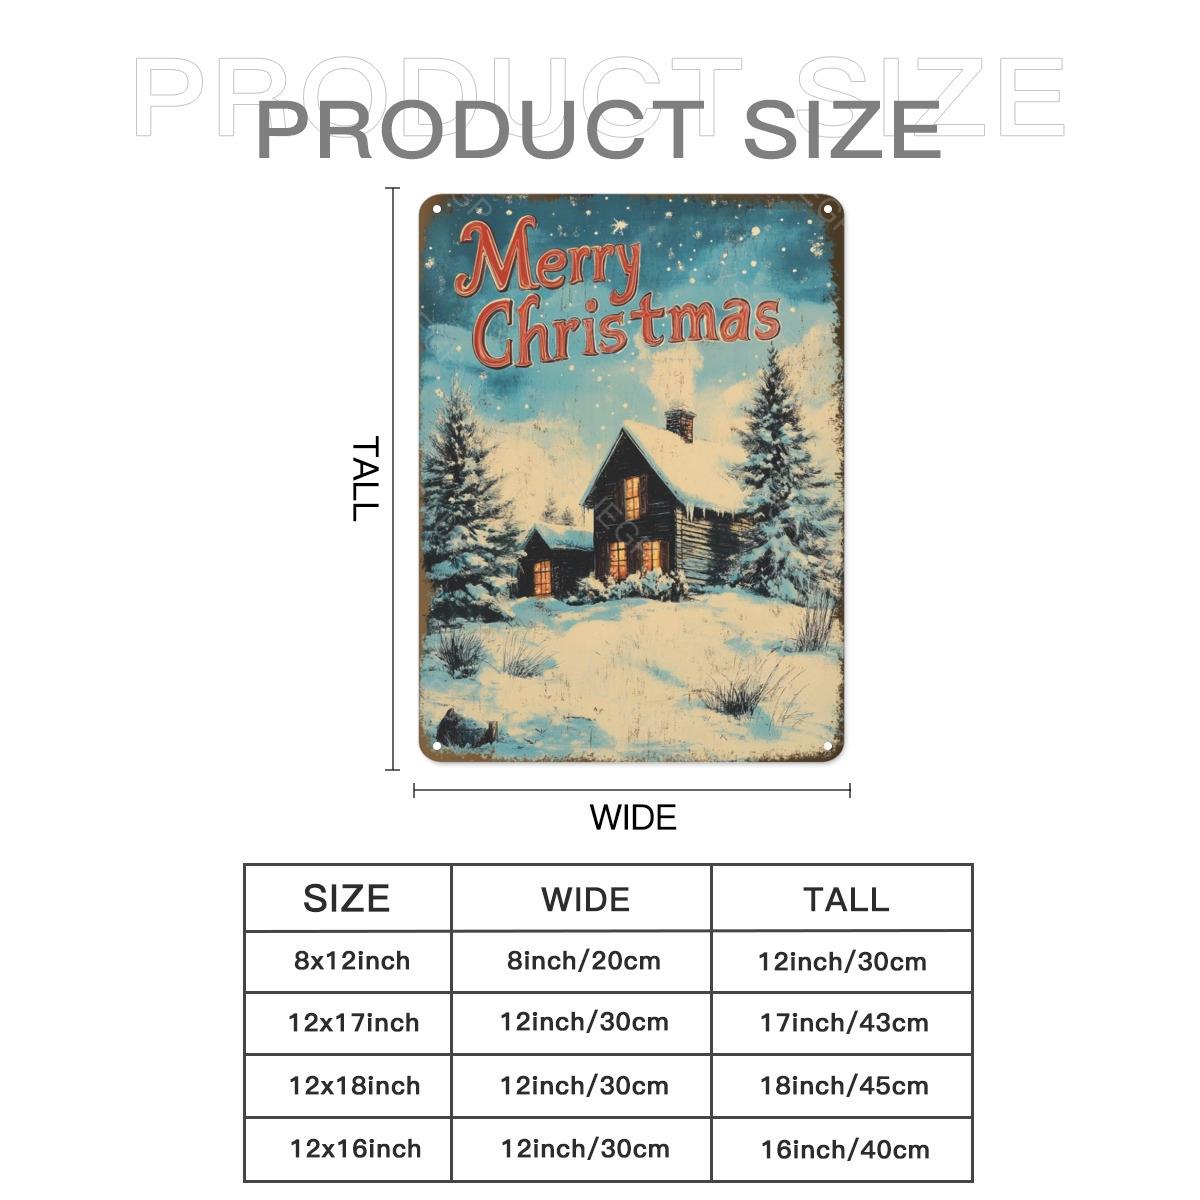 PRODUCT SIZE
PRODUCT SIZE
Merry
Christmas
TALL
WIDE
SIZE WIDE TALL
8x12inch 8inch/20cm 12inch/30cm
12x17inch 12inch/30cm 17inch/43cm
12x18inch 12inch/30cm 18inch/45cm
12x16inch 12inch/30cm 16inch/40cm